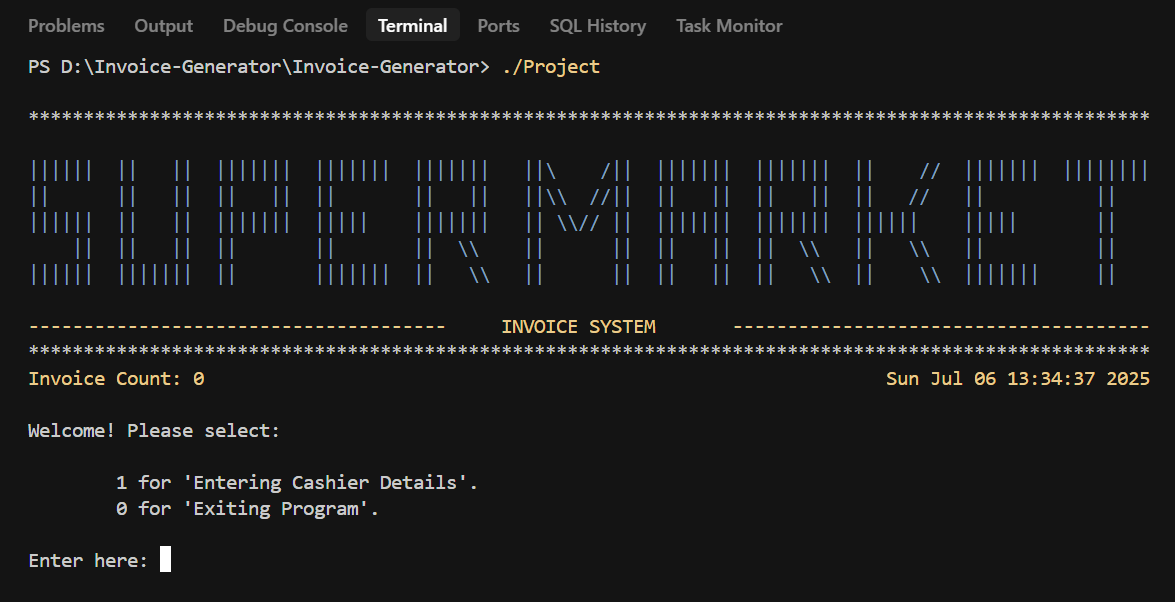 Problems Output Debug Console Terminal Ports SQL History Task Monitor
PS D:\Invoice-Generator\Invoice-Generator> ./Project
******************************************************************************************************
SUPERMARKET
-------------------------------------- INVOICE SYSTEM --------------------------------------
******************************************************************************************************
Invoice Count: 0 Sun Jul 06 13:34:37 2025
Welcome! Please select:
1 for 'Entering Cashier Details'.
0 for 'Exiting Program'.
Enter here: